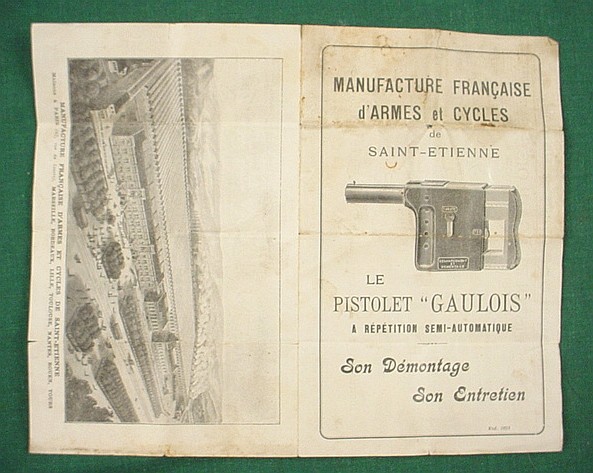 MANUFACTURE FRANÇAISE D'ARMES ET CYCLES DE SAINT-ETIENNE
MARSEILLE, BORDEAUX, LILLE, TOULOUSE, NANTES, ROUEN, TOURS
MANUFACTURE FRANÇAISE
d'ARMES et CYCLES
de
SAINT-ETIENNE
LE
PISTOLET "GAULOIS"
A RÉPÉTITION SEMI-AUTOMATIQUE
Son Démontage
Son Entretien